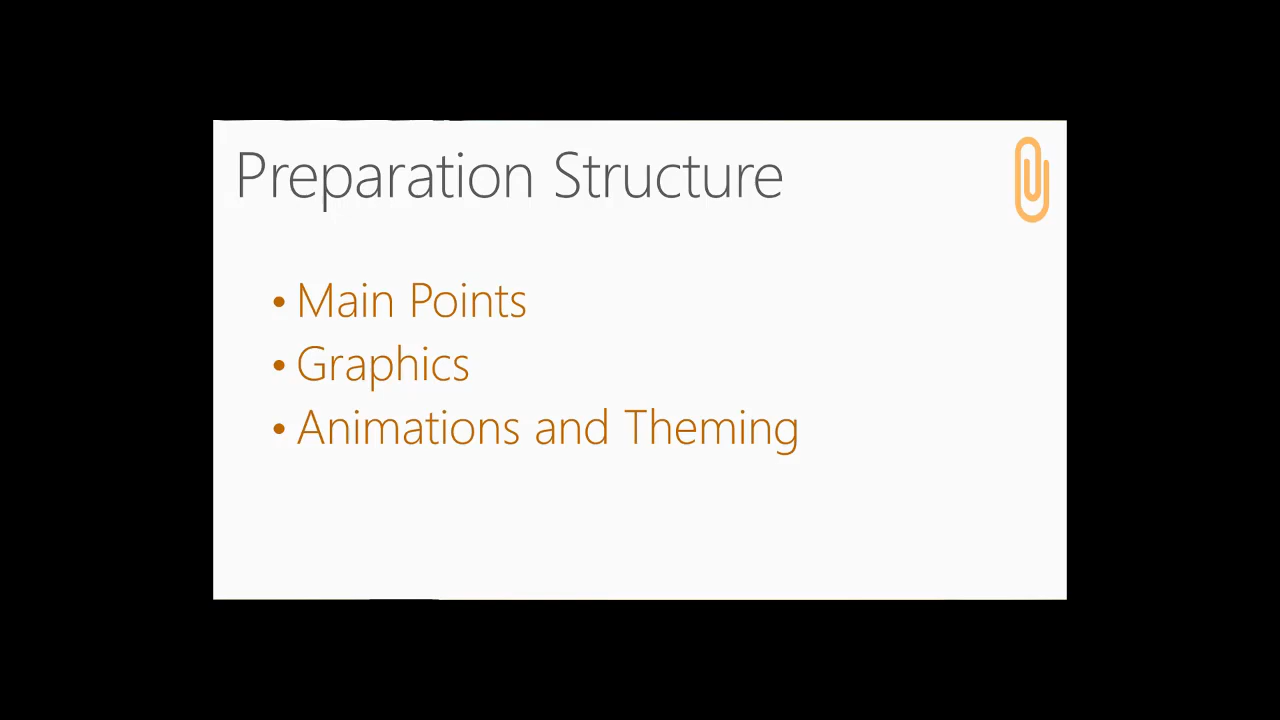 Preparation Structure
• Main Points
• Graphics
• Animations and Theming